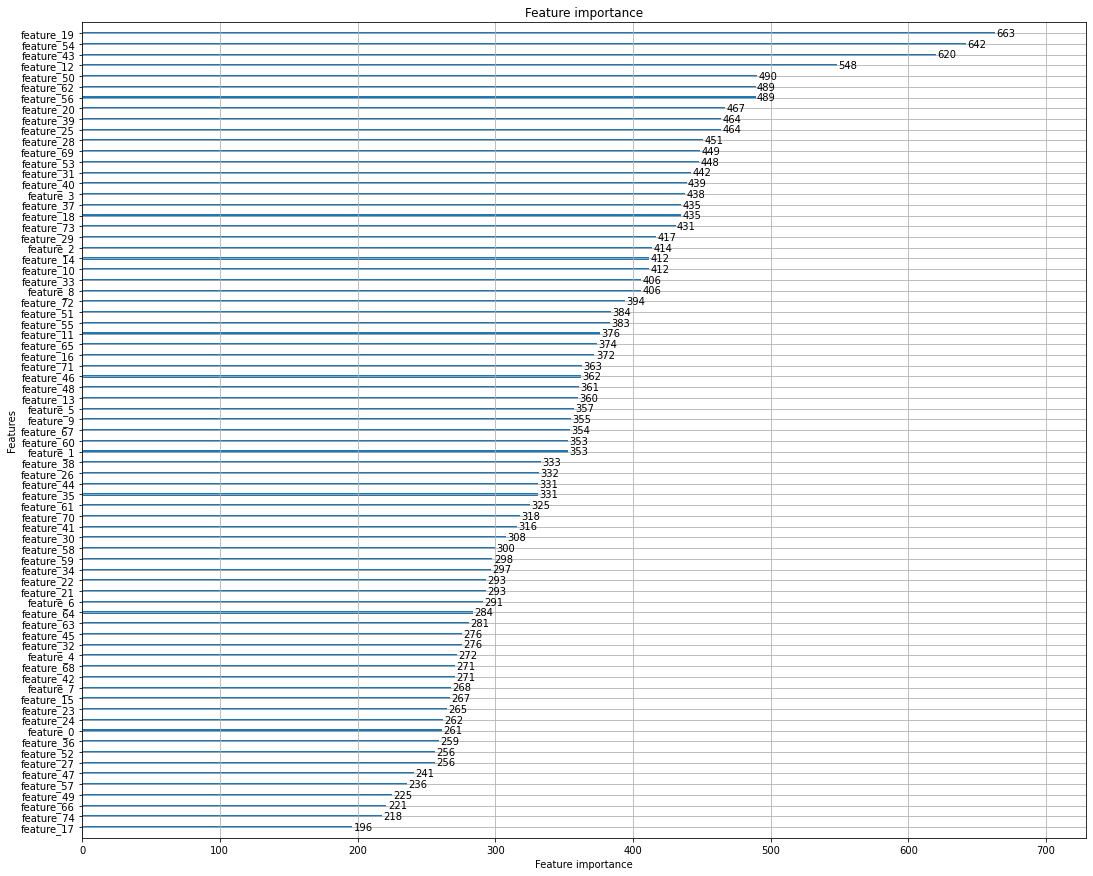 Feature importance
feature_19 663
feature_54 642
feature_43 620
feature_12 548
feature_50 490
feature_62 489
feature_56 489
feature_20 467
feature_39 464
feature_25 464
feature_28 451
feature_69 449
feature_53 448
feature_31 442
feature_40 439
feature_3 438
feature_37 435
feature_18 435
feature_73 431
feature_29 417
feature_2 414
feature_14 412
feature_10 412
feature_33 406
feature_8 406
feature_72 394
feature_51 384
feature_55 383
feature_11 376
feature_65 374
feature_16 372
feature_71 363
feature_46 362
feature_48 361
feature_13 360
feature_5 357
feature_9 355
feature_67 354
feature_60 353
feature_1 353
feature_38 333
feature_26 332
feature_44 331
feature_35 331
feature_61 325
feature_70 318
feature_41 316
feature_30 308
feature_58 300
feature_59 298
feature_34 297
feature_22 293
feature_21 293
feature_6 291
feature_64 284
feature_63 281
feature_45 276
feature_32 276
feature_4 272
feature_68 271
feature_42 271
feature_7 268
feature_15 267
feature_23 265
feature_24 262
feature_0 261
feature_36 259
feature_52 256
feature_27 256
feature_47 241
feature_57 236
feature_49 225
feature_66 221
feature_74 218
feature_17 196
Features
0 100 200 300 400 500 600 700
Feature importance